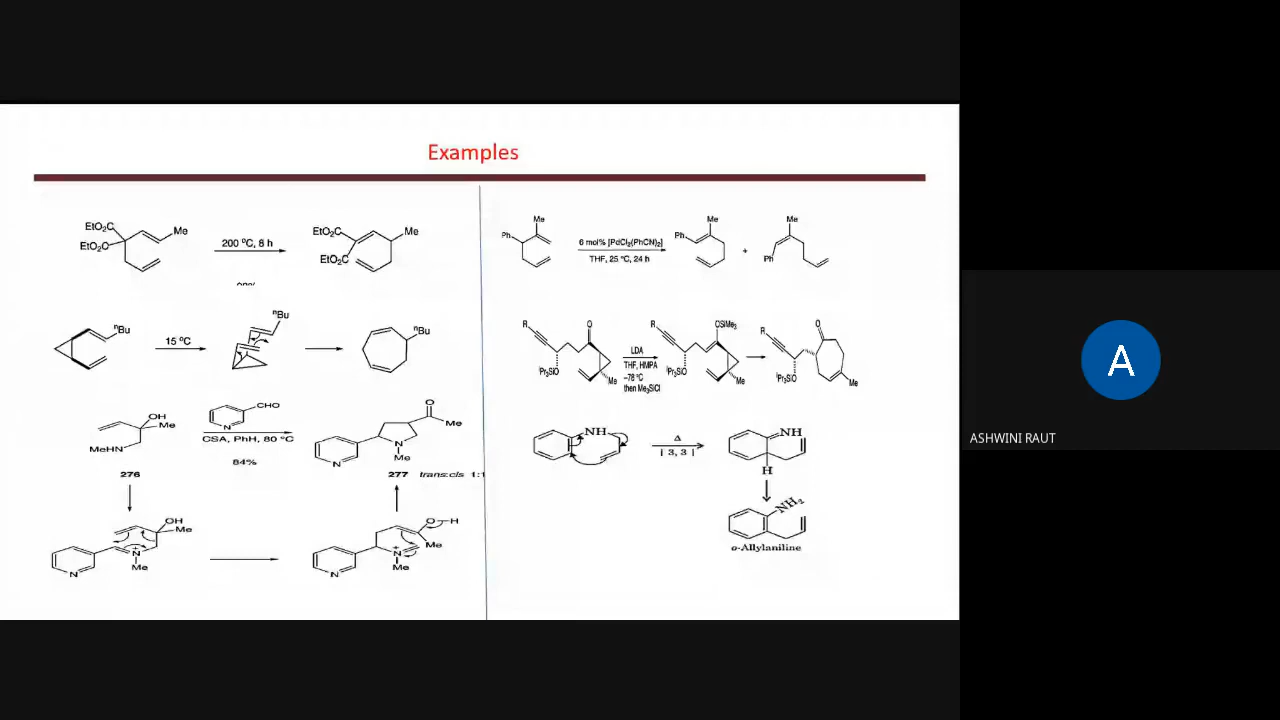 Examples
EtO₂C
EtO₂C
Me
200 ºC, 8 h
EtO₂C
EtO₂C
Me
ⁿBu
15 ºC
ⁿBu
ⁿBu
OH
Me
MeHN
276
CHO
N
CSA, PhH, 80 ºC
84%
O
Me
N
Me
N
277 trans:cis 1:1
OH
Me
N
+
Me
N
O H
Me
N
+
Me
N
Me
Ph
6 mol% [PdCl₂(PhCN)₂]
THF, 25 ºC, 24 h
Me
Ph
+
Me
Ph
R
O
ⁱPr₃SiO
Me
LDA
THF, HMPA
–78 ºC
then Me₃SiCl
R
OSiMe₃
ⁱPr₃SiO
Me
R
O
ⁱPr₃SiO
Me
NH
Δ
[ 3, 3 ]
NH
H
NH₂
o-Allylaniline
A
ASHWINI RAUT